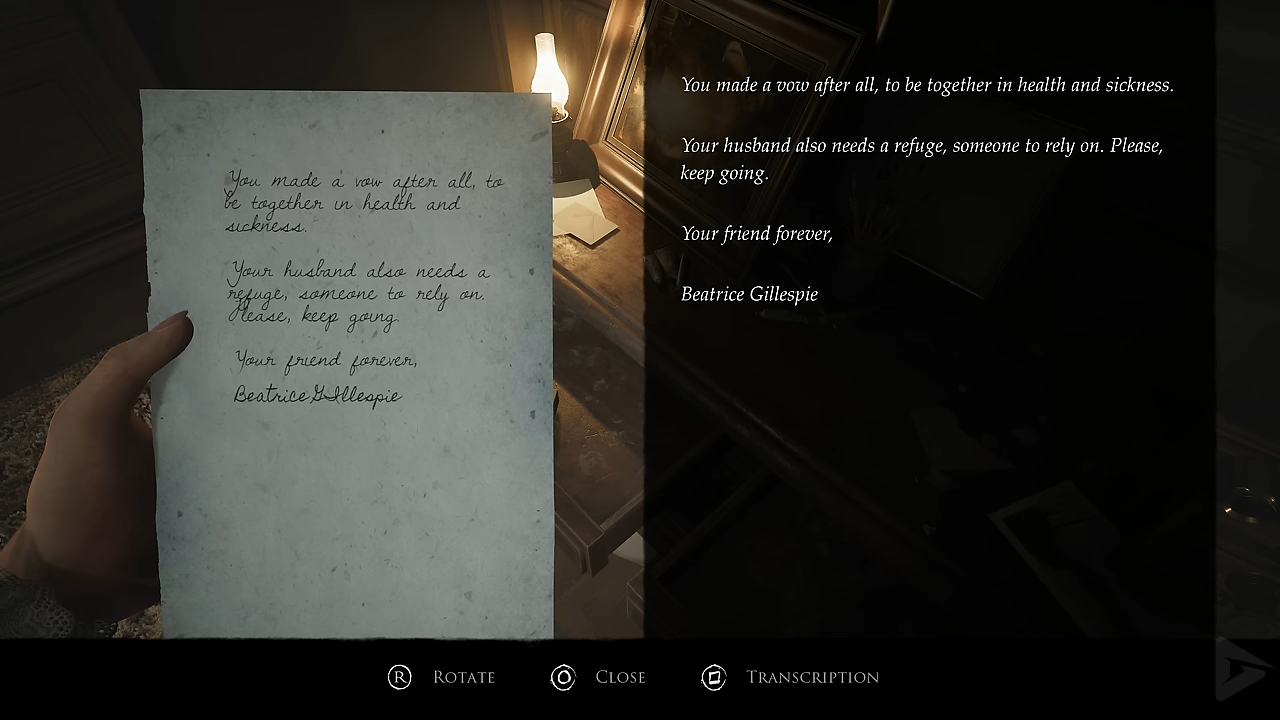 You made a vow after all, to
be together in health and
sickness.
Your husband also needs a
refuge, someone to rely on.
Please, keep going.
Your friend forever,
Beatrice Gillespie
You made a vow after all, to be together in health and sickness.
Your husband also needs a refuge, someone to rely on. Please,
keep going.
Your friend forever,
Beatrice Gillespie
R ROTATE CLOSE TRANSCRIPTION